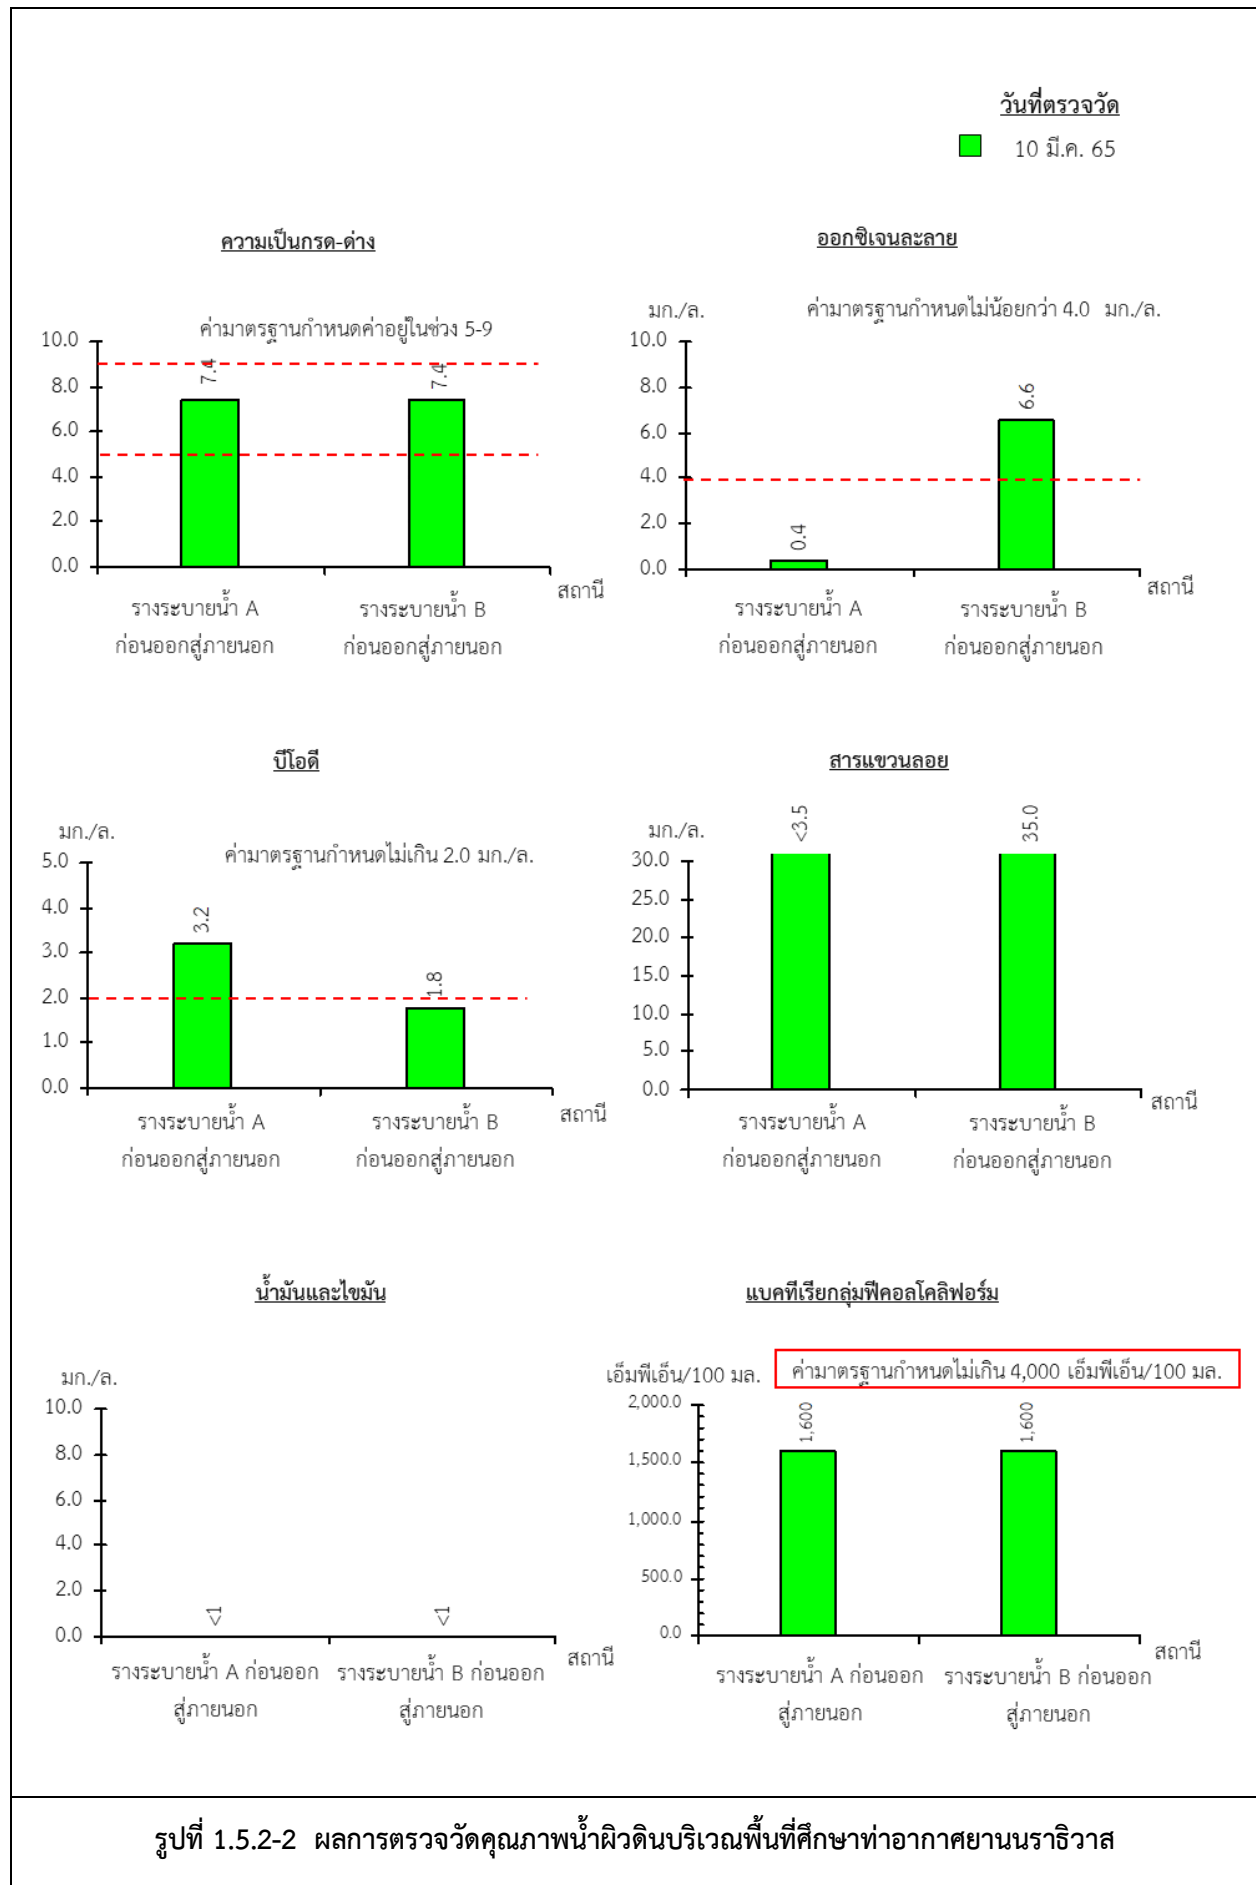 วันที่ตรวจวัด
10 มี.ค. 65
ความเป็นกรด-ด่าง
ค่ามาตรฐานกำหนดค่าอยู่ในช่วง 5-9
10.0
8.0
6.0
4.0
2.0
0.0
7.4
7.4
สถานี
รางระบายน้ำ A
ก่อนออกสู่ภายนอก
รางระบายน้ำ B
ก่อนออกสู่ภายนอก
ออกซิเจนละลาย
มก./ล.
ค่ามาตรฐานกำหนดไม่น้อยกว่า 4.0 มก./ล.
10.0
8.0
6.0
4.0
2.0
0.0
0.4
6.6
สถานี
รางระบายน้ำ A
ก่อนออกสู่ภายนอก
รางระบายน้ำ B
ก่อนออกสู่ภายนอก
บีโอดี
มก./ล.
ค่ามาตรฐานกำหนดไม่เกิน 2.0 มก./ล.
5.0
4.0
3.0
2.0
1.0
0.0
3.2
1.8
สถานี
รางระบายน้ำ A
ก่อนออกสู่ภายนอก
รางระบายน้ำ B
ก่อนออกสู่ภายนอก
สารแขวนลอย
มก./ล.
30.0
25.0
20.0
15.0
10.0
5.0
0.0
<3.5
35.0
สถานี
รางระบายน้ำ A
ก่อนออกสู่ภายนอก
รางระบายน้ำ B
ก่อนออกสู่ภายนอก
น้ำมันและไขมัน
มก./ล.
10.0
8.0
6.0
4.0
2.0
0.0
<1
<1
สถานี
รางระบายน้ำ A ก่อนออก
สู่ภายนอก
รางระบายน้ำ B ก่อนออก
สู่ภายนอก
แบคทีเรียกลุ่มฟีคอลโคลิฟอร์ม
เอ็มพีเอ็น/100 มล.
ค่ามาตรฐานกำหนดไม่เกิน 4,000 เอ็มพีเอ็น/100 มล.
2,000.0
1,500.0
1,000.0
500.0
0.0
1,600
1,600
สถานี
รางระบายน้ำ A ก่อนออก
สู่ภายนอก
รางระบายน้ำ B ก่อนออก
สู่ภายนอก
รูปที่ 1.5.2-2 ผลการตรวจวัดคุณภาพน้ำผิวดินบริเวณพื้นที่ศึกษาท่าอากาศยานนราธิวาส